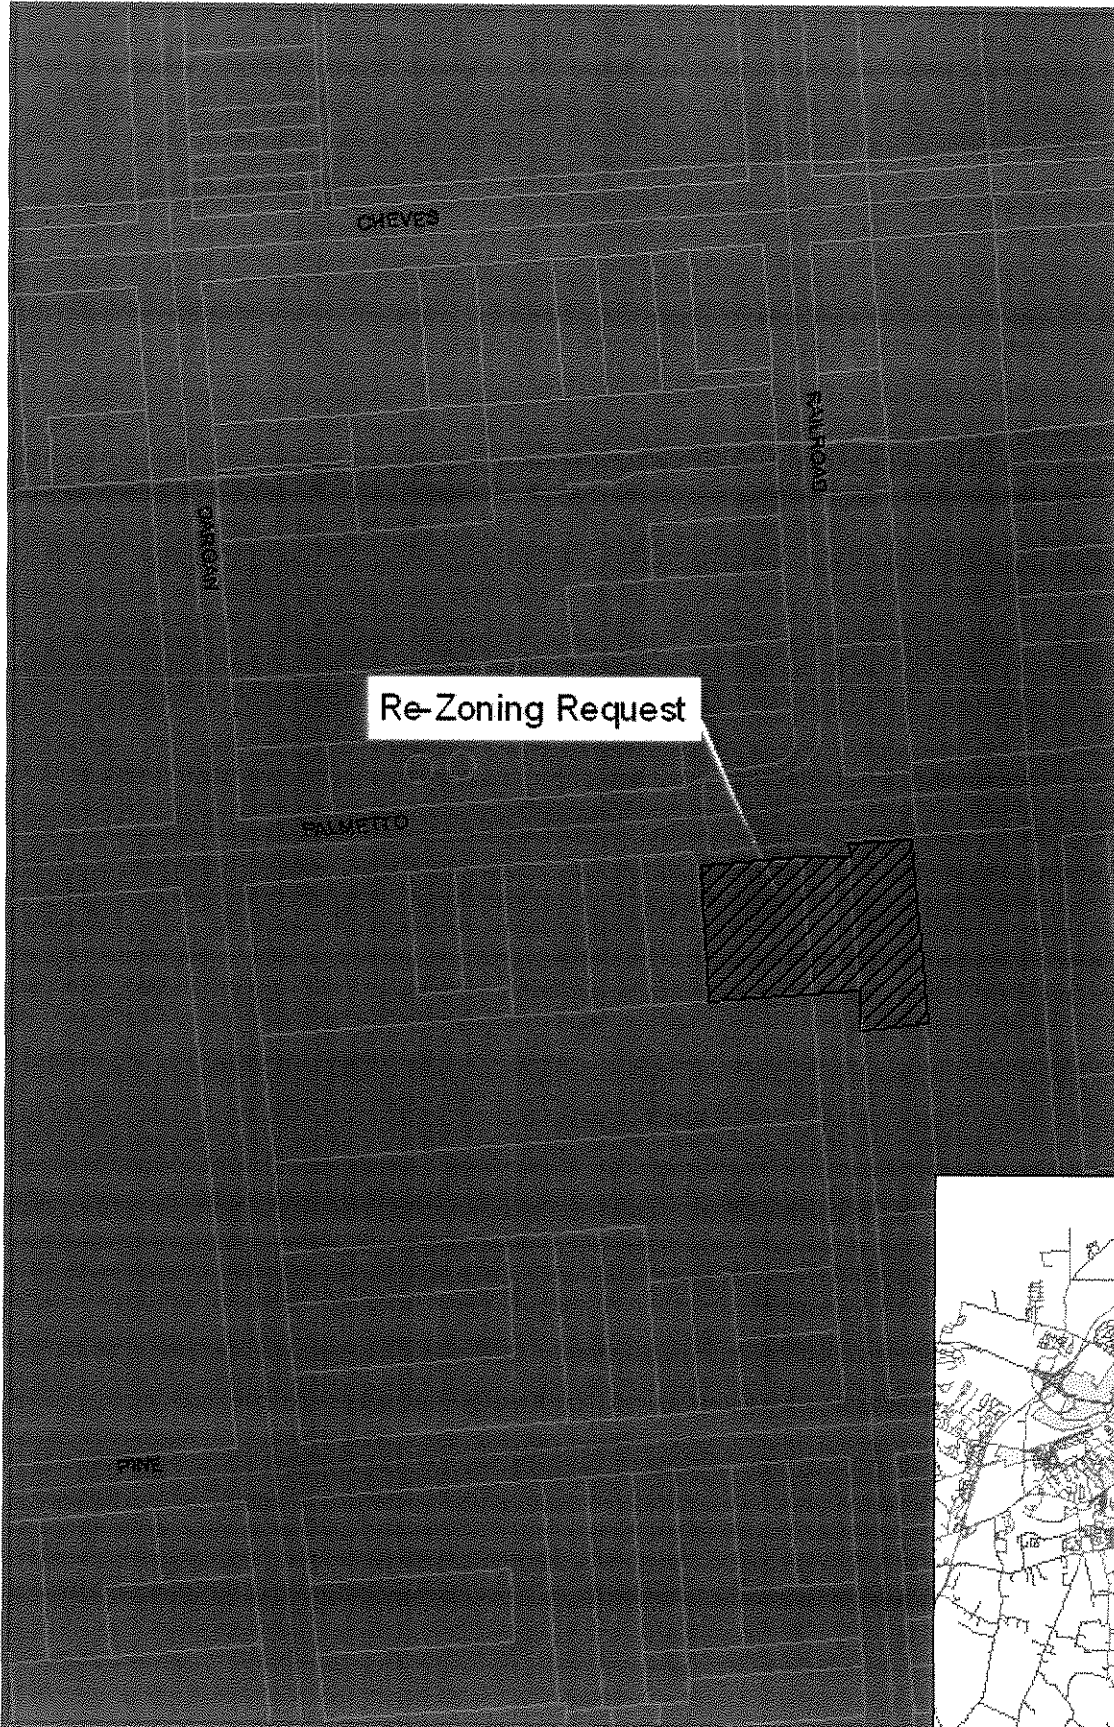 CHEVES
RAILROAD
DARGAN
Re-Zoning Request
PALMETTO
PINE